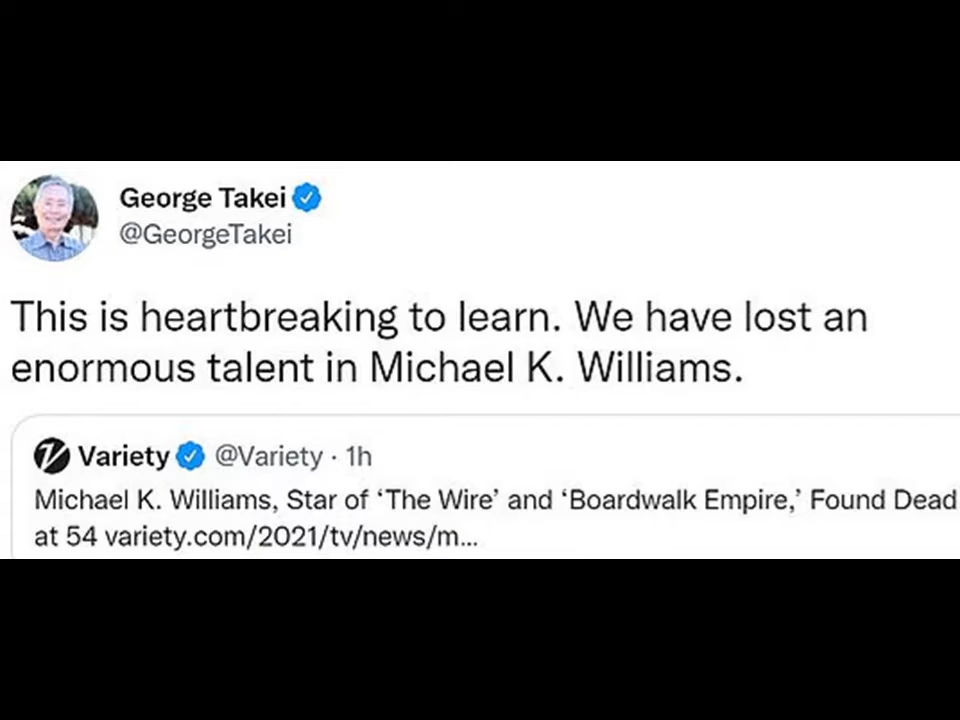 George Takei
@GeorgeTakei
This is heartbreaking to learn. We have lost an
enormous talent in Michael K. Williams.
Variety @Variety · 1h
Michael K. Williams, Star of ‘The Wire’ and ‘Boardwalk Empire,’ Found Dead
at 54 variety.com/2021/tv/news/m...